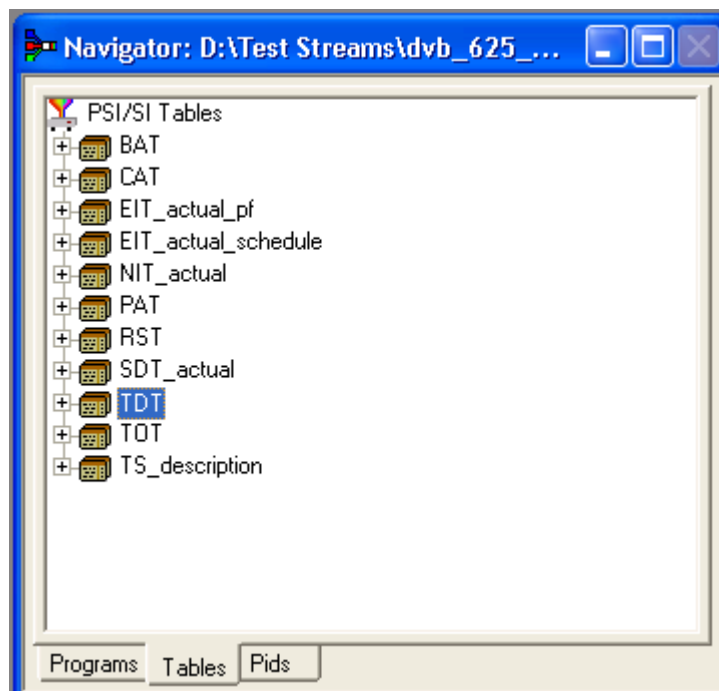 Navigator: D:\Test Streams\dvb_625_...
PSI/SI Tables
BAT
CAT
EIT_actual_pf
EIT_actual_schedule
NIT_actual
PAT
RST
SDT_actual
TDT
TOT
TS_description
Programs Tables Pids